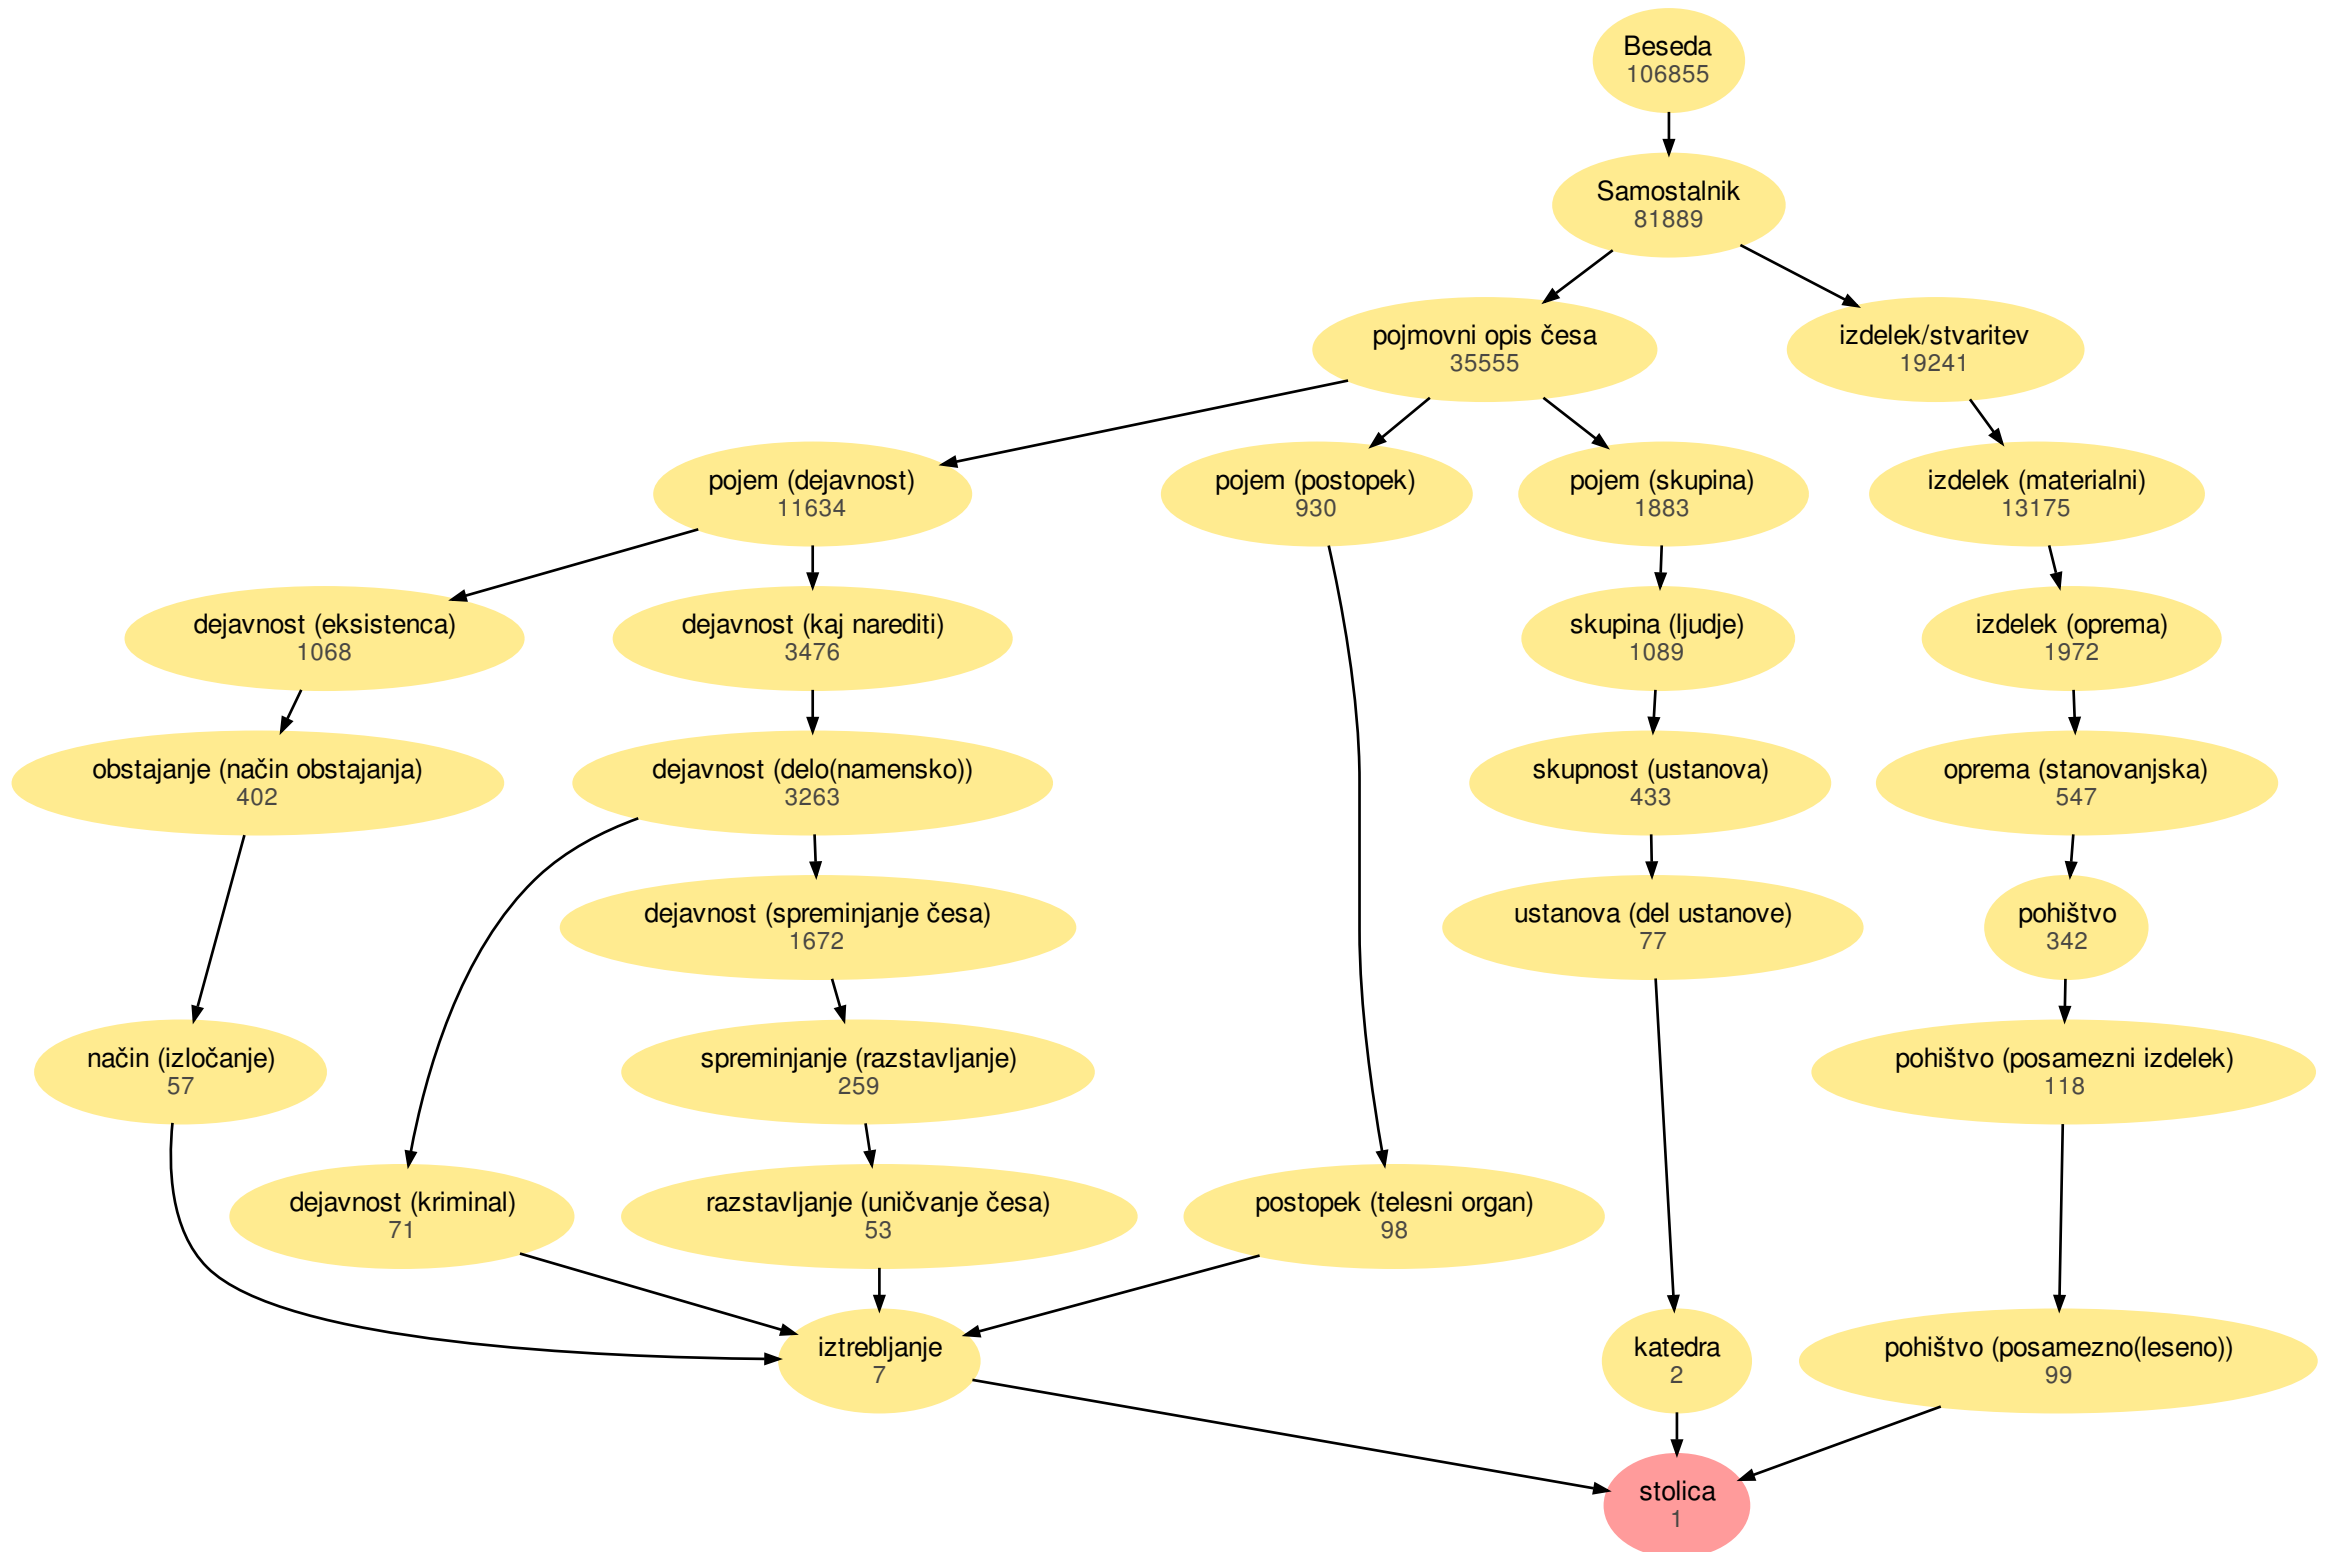 Beseda
106855
Samostalnik
81889
pojmovni opis česa
35555
izdelek/stvaritev
19241
pojem (dejavnost)
11634
pojem (postopek)
930
pojem (skupina)
1883
izdelek (materialni)
13175
dejavnost (eksistenca)
1068
dejavnost (kaj narediti)
3476
skupina (ljudje)
1089
izdelek (oprema)
1972
obstajanje (način obstajanja)
402
dejavnost (delo(namensko))
3263
skupnost (ustanova)
433
oprema (stanovanjska)
547
dejavnost (spreminjanje česa)
1672
ustanova (del ustanove)
77
pohištvo
342
način (izločanje)
57
spreminjanje (razstavljanje)
259
pohištvo (posamezni izdelek)
118
dejavnost (kriminal)
71
razstavljanje (uničvanje česa)
53
postopek (telesni organ)
98
iztrebljanje
7
katedra
2
pohištvo (posamezno(leseno))
99
stolica
1